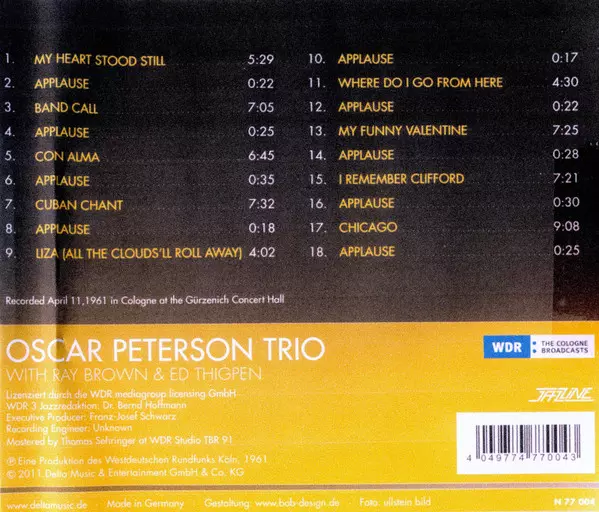 1. MY HEART STOOD STILL 5:29
2. APPLAUSE 0:22
3. BAND CALL 7:05
4. APPLAUSE 0:25
5. CON ALMA 6:45
6. APPLAUSE 0:35
7. CUBAN CHANT 7:32
8. APPLAUSE 0:18
9. LIZA (ALL THE CLOUDS'LL ROLL AWAY) 4:02
10. APPLAUSE 0:17
11. WHERE DO I GO FROM HERE 4:30
12. APPLAUSE 0:22
13. MY FUNNY VALENTINE 7:25
14. APPLAUSE 0:28
15. I REMEMBER CLIFFORD 7:21
16. APPLAUSE 0:30
17. CHICAGO 9:08
18. APPLAUSE 0:25
Recorded April 11,1961 in Cologne at the Gürzenich Concert Hall
OSCAR PETERSON TRIO
WITH RAY BROWN & ED THIGPEN
Lizenziert durch die WDR mediagroup licensing GmbH
WDR 3 Jazzredaktion: Dr. Bernd Hoffmann
Executive Producer: Franz-Josef Schwarz
Recording Engineer: Unknown
Mastered by Thomas Sehringer at WDR Studio TBR 91
℗ Eine Produktion des Westdeutschen Rundfunks Köln, 1961
© 2011 Delta Music & Entertainment GmbH & Co. KG
WDR THE COLOGNE
BROADCASTS
JAZZLINE
4 049774 770043
www.deltamusic.de · Made in Germany · Gestaltung: www.bob-design.de · Foto: ullstein bild
N 77 004